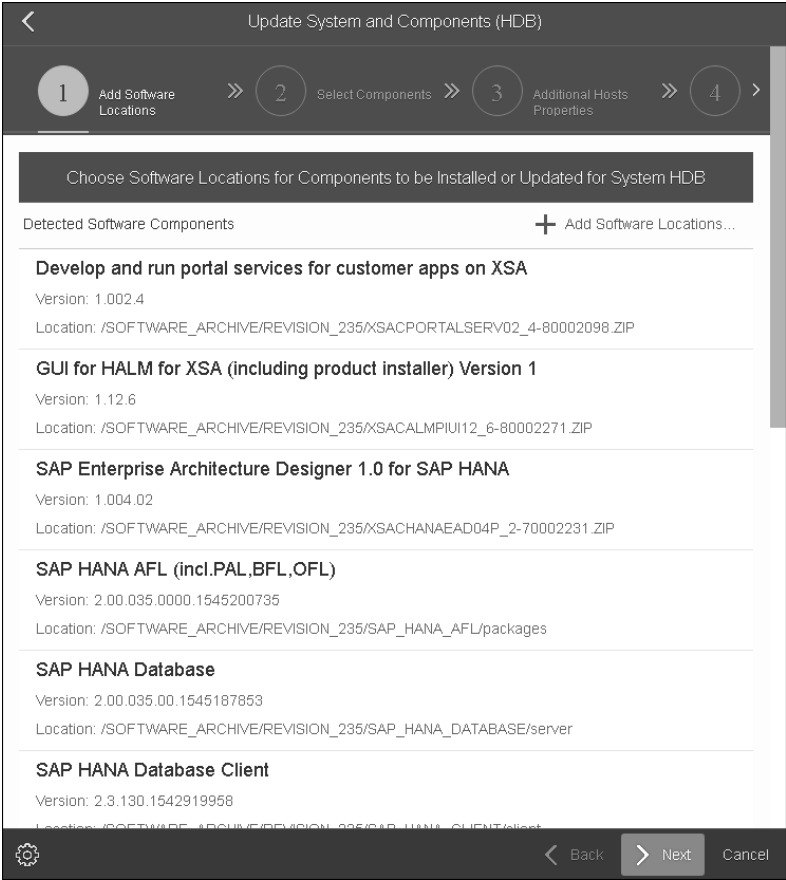 Update System and Components (HDB)
1 Add Software Locations
2 Select Components
3 Additional Hosts Properties
4
Choose Software Locations for Components to be Installed or Updated for System HDB
Detected Software Components
Add Software Locations...
Develop and run portal services for customer apps on XSA
Version: 1.002.4
Location: /SOFTWARE_ARCHIVE/REVISION_235/XSACPORTALSERV02_4-80002098.ZIP
GUI for HALM for XSA (including product installer) Version 1
Version: 1.12.6
Location: /SOFTWARE_ARCHIVE/REVISION_235/XSACALMPIUI12_6-80002271.ZIP
SAP Enterprise Architecture Designer 1.0 for SAP HANA
Version: 1.004.02
Location: /SOFTWARE_ARCHIVE/REVISION_235/XSACHANAEAD04P_2-70002231.ZIP
SAP HANA AFL (incl.PAL,BFL,OFL)
Version: 2.00.035.0000.1545200735
Location: /SOFTWARE_ARCHIVE/REVISION_235/SAP_HANA_AFL/packages
SAP HANA Database
Version: 2.00.035.00.1545187853
Location: /SOFTWARE_ARCHIVE/REVISION_235/SAP_HANA_DATABASE/server
SAP HANA Database Client
Version: 2.3.130.1542919958
Location: /SOFTWARE_ARCHIVE/REVISION_235/SAP_HANA_CLIENT/client
Back
Next
Cancel